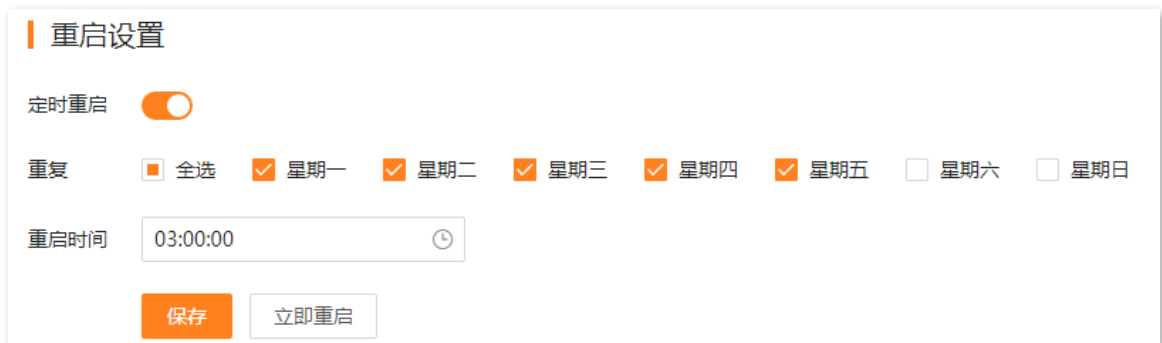 重启设置
定时重启
重复 全选 星期一 星期二 星期三 星期四 星期五 星期六 星期日
重启时间 03:00:00
保存 立即重启